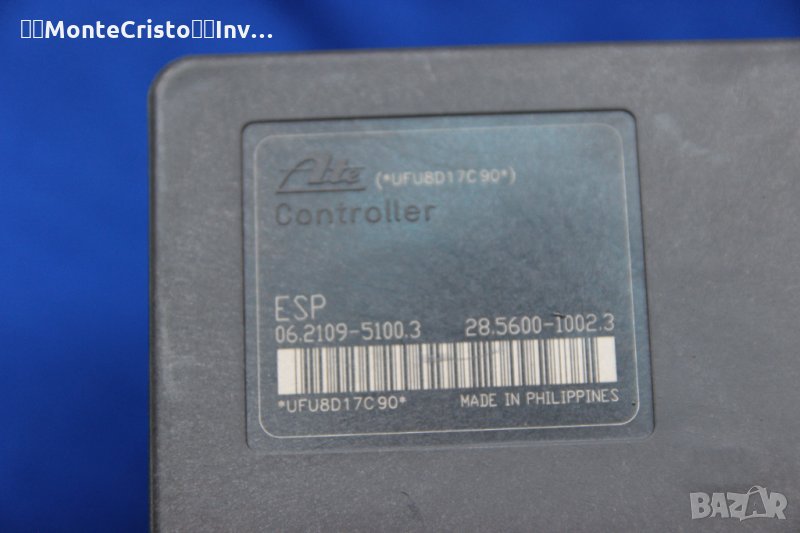 MonteCristo Inv...
Ate (*UFU8D17C90*)
Controller
ESP
06.2109-5100.3 28.5600-1002.3
*UFU8D17C90* MADE IN PHILIPPINES
BAZAR